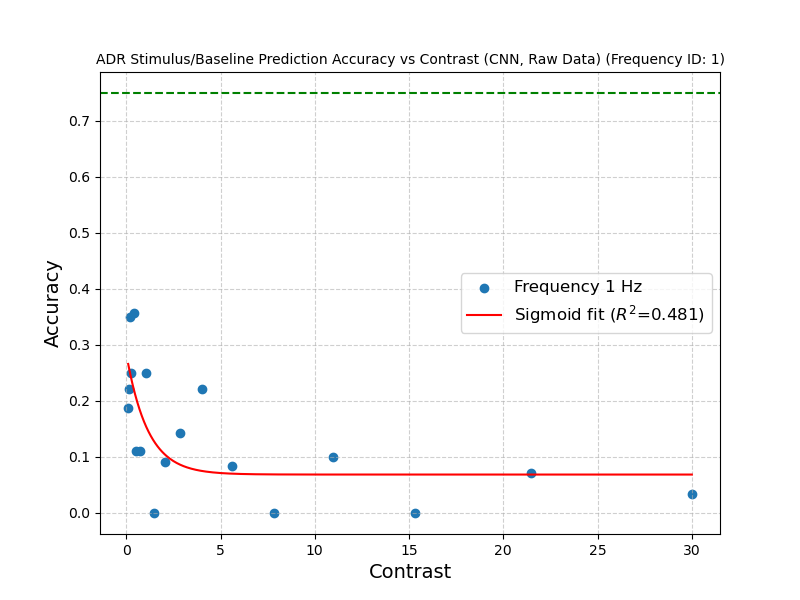 ADR Stimulus/Baseline Prediction Accuracy vs Contrast (CNN, Raw Data) (Frequency ID: 1)
0.7
0.6
0.5
0.4
0.3
0.2
0.1
0.0
Accuracy
Frequency 1 Hz
Sigmoid fit (R²=0.481)
0 5 10 15 20 25 30
Contrast